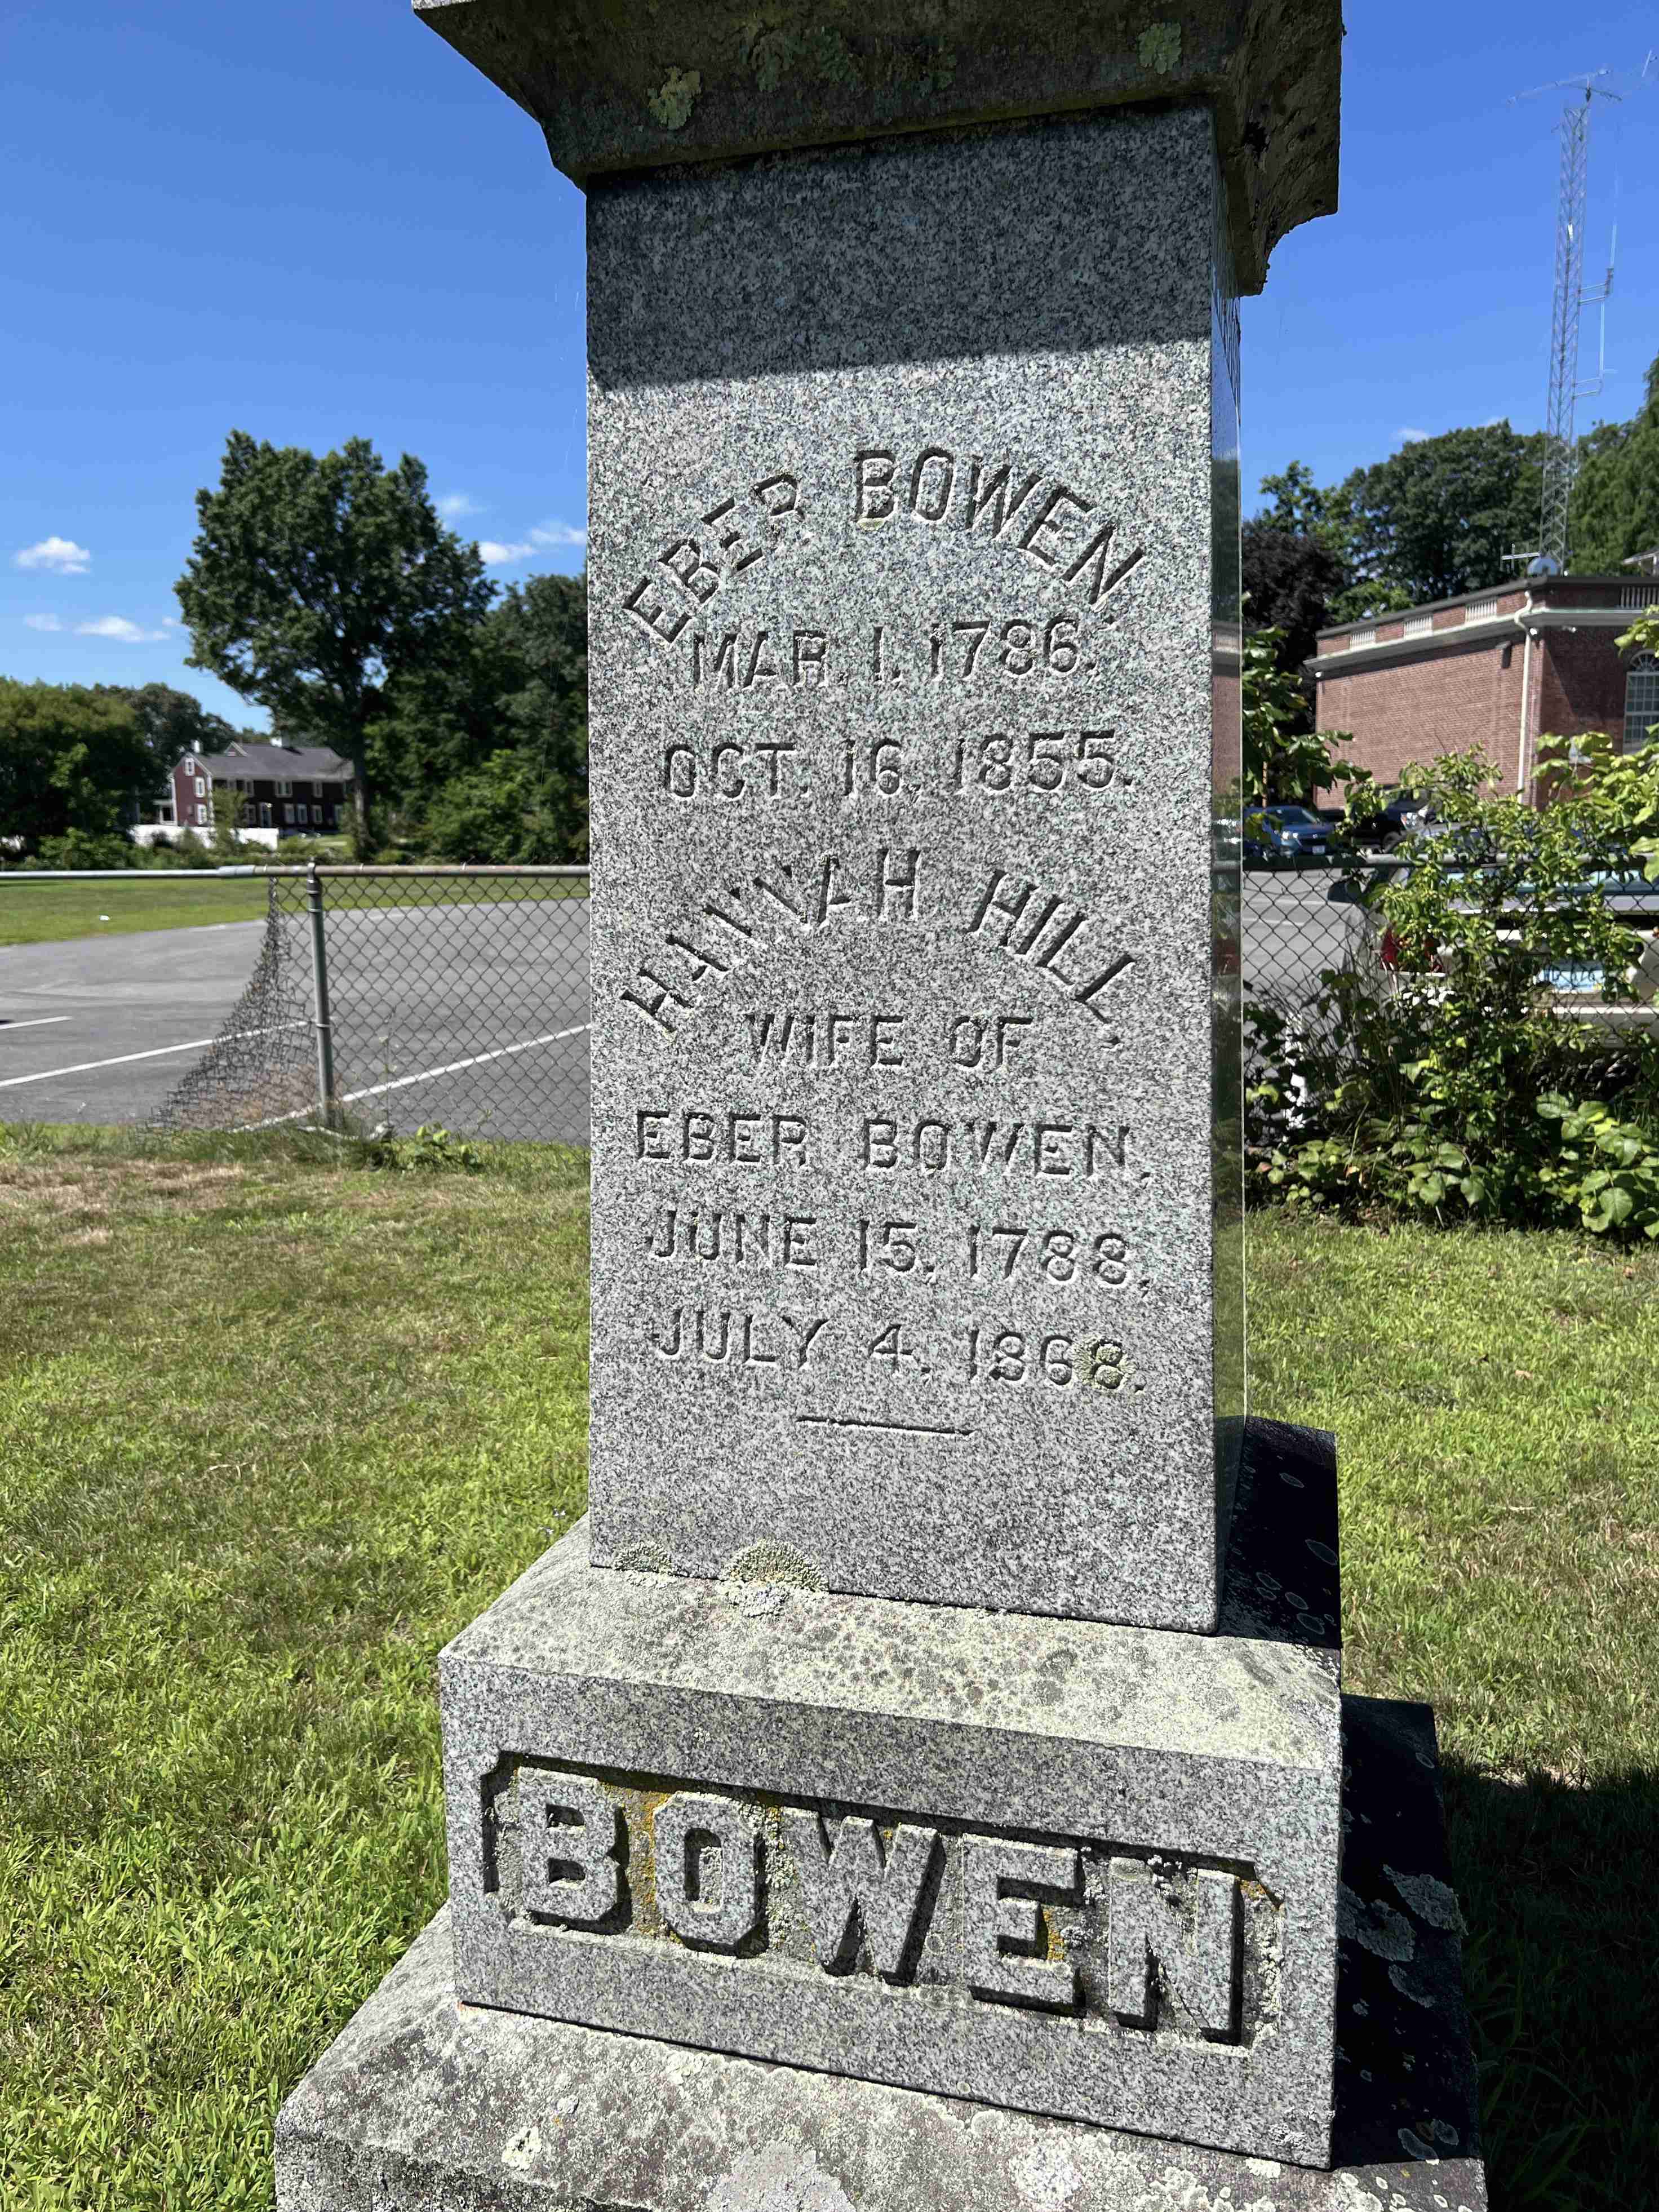 EBER BOWEN,
MAR. 1, 1786.
OCT. 16, 1855.
HANNAH HILL,
WIFE OF
EBER BOWEN,
JUNE 15, 1788,
JULY 4, 1868.
BOWEN